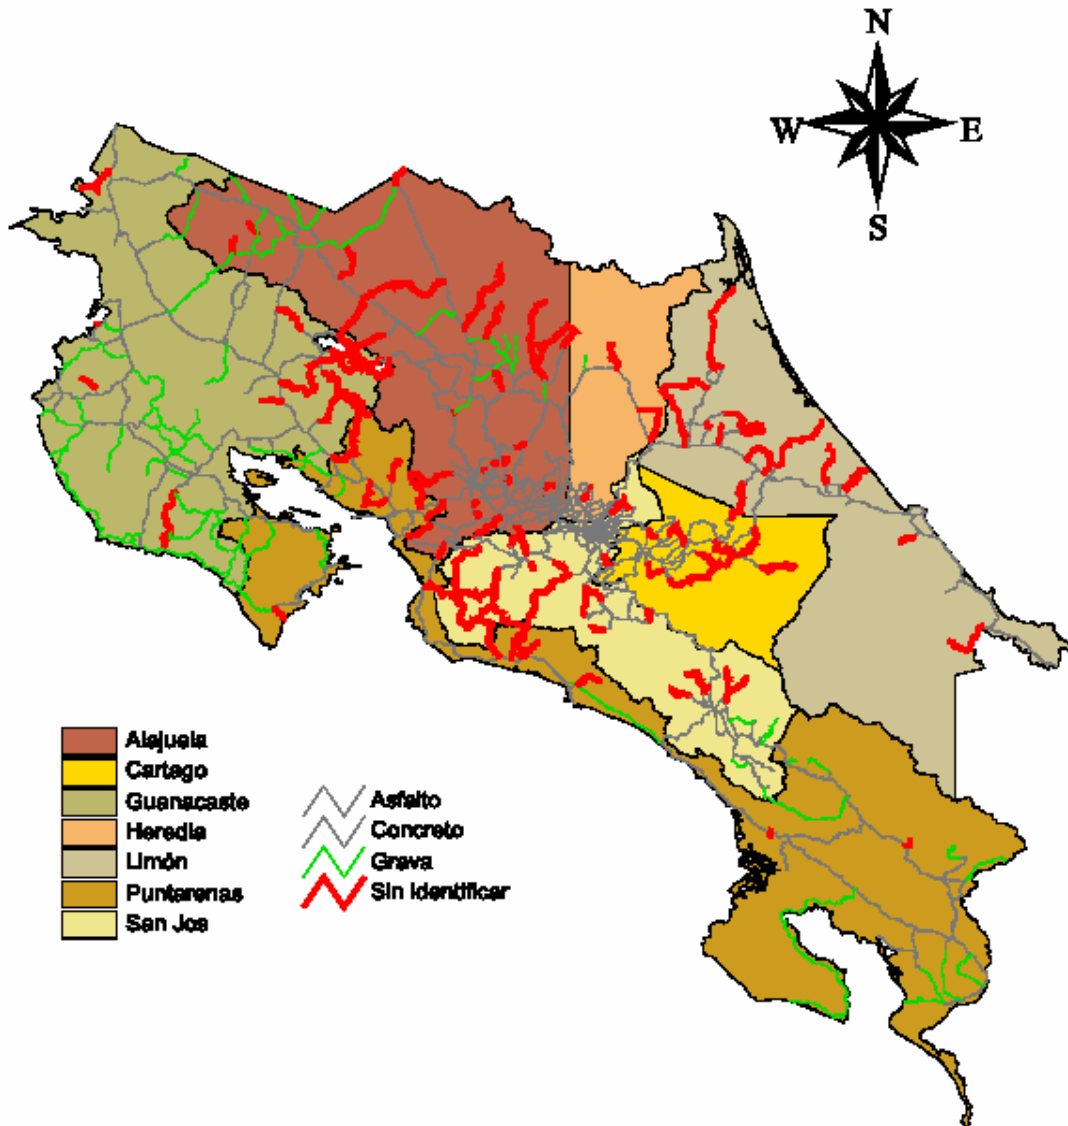 N
W E
S
Alajuela
Cartago
Guanacaste
Heredia
Limón
Puntarenas
San Jos
Asfalto
Concreto
Grava
Sin identificar